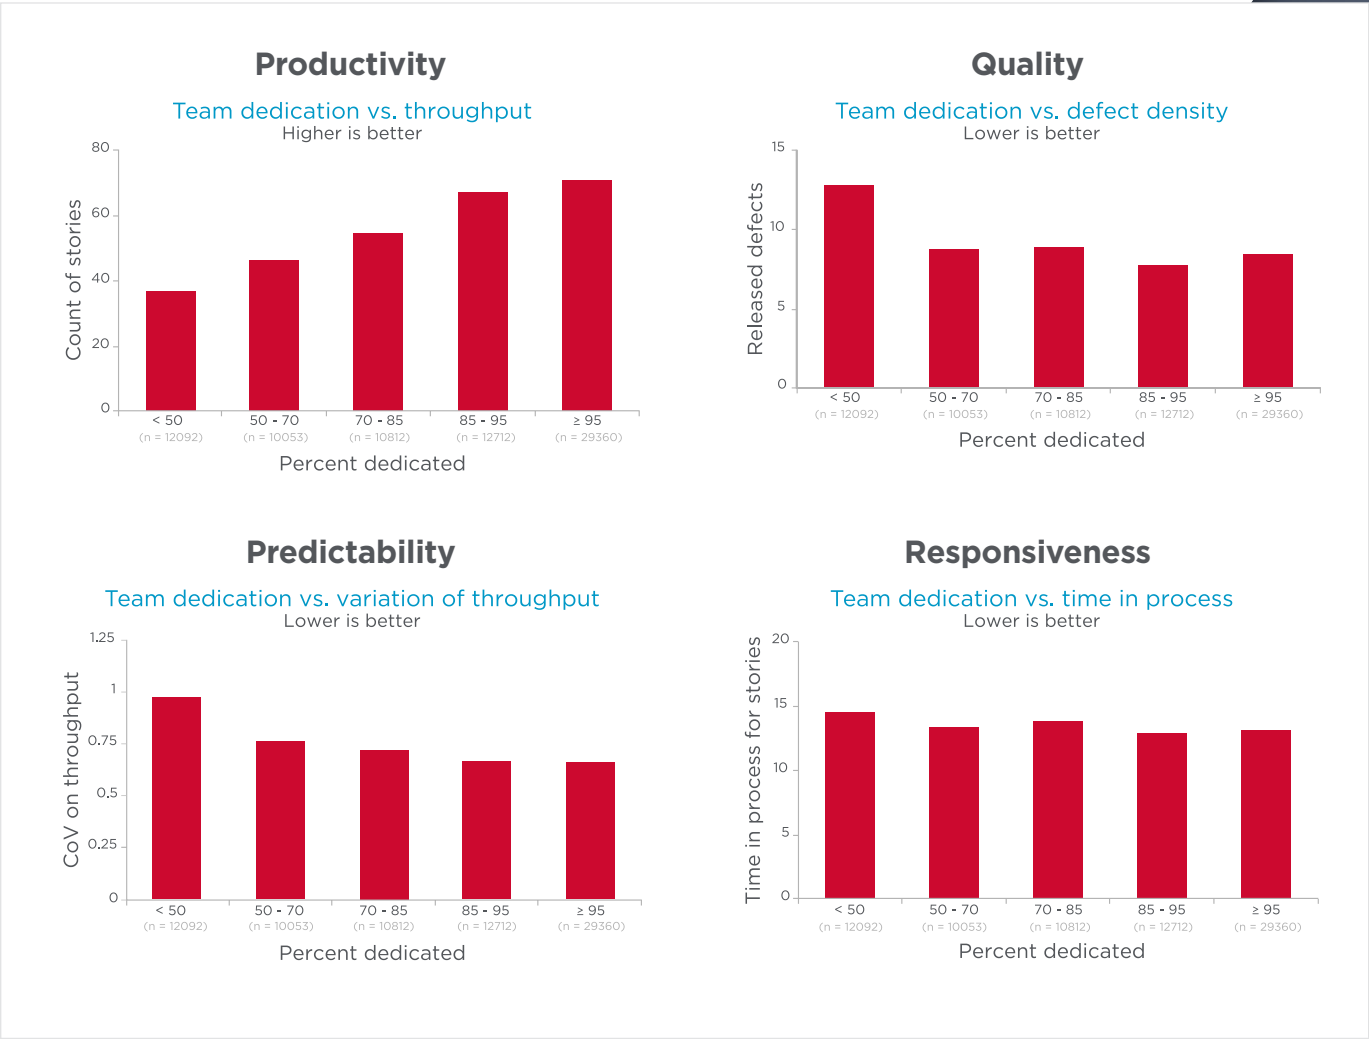 Productivity
Team dedication vs. throughput
Higher is better
80
60
40
20
0
Count of stories
< 50
50 - 70
70 - 85
85 - 95
≥ 95
(n = 12092)
(n = 10053)
(n = 10812)
(n = 12712)
(n = 29360)
Percent dedicated
Quality
Team dedication vs. defect density
Lower is better
15
10
5
0
Released defects
< 50
50 - 70
70 - 85
85 - 95
≥ 95
(n = 12092)
(n = 10053)
(n = 10812)
(n = 12712)
(n = 29360)
Percent dedicated
Predictability
Team dedication vs. variation of throughput
Lower is better
1.25
1
0.75
0.5
0.25
0
CoV on throughput
< 50
50 - 70
70 - 85
85 - 95
≥ 95
(n = 12092)
(n = 10053)
(n = 10812)
(n = 12712)
(n = 29360)
Percent dedicated
Responsiveness
Team dedication vs. time in process
Lower is better
20
15
10
5
0
Time in process for stories
< 50
50 - 70
70 - 85
85 - 95
≥ 95
(n = 12092)
(n = 10053)
(n = 10812)
(n = 12712)
(n = 29360)
Percent dedicated